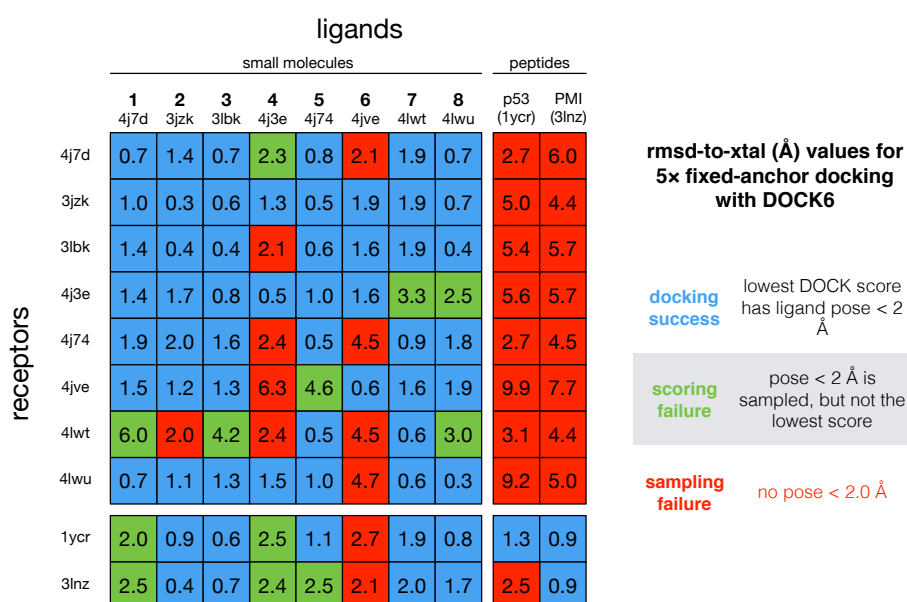 ligands
small molecules peptides
1 2 3 4 5 6 7 8 p53 PMI
4j7d 3jzk 3lbk 4j3e 4j74 4jve 4lwt 4lwu (1ycr) (3lnz)
4j7d 0.7 1.4 0.7 2.3 0.8 2.1 1.9 0.7 2.7 6.0
3jzk 1.0 0.3 0.6 1.3 0.5 1.9 1.9 0.7 5.0 4.4
3lbk 1.4 0.4 0.4 2.1 0.6 1.6 1.9 0.4 5.4 5.7
4j3e 1.4 1.7 0.8 0.5 1.0 1.6 3.3 2.5 5.6 5.7
4j74 1.9 2.0 1.6 2.4 0.5 4.5 0.9 1.8 2.7 4.5
4jve 1.5 1.2 1.3 6.3 4.6 0.6 1.6 1.9 9.9 7.7
4lwt 6.0 2.0 4.2 2.4 0.5 4.5 0.6 3.0 3.1 4.4
4lwu 0.7 1.1 1.3 1.5 1.0 4.7 0.6 0.3 9.2 5.0
1ycr 2.0 0.9 0.6 2.5 1.1 2.7 1.9 0.8 1.3 0.9
3lnz 2.5 0.4 0.7 2.4 2.5 2.1 2.0 1.7 2.5 0.9
receptors
rmsd-to-xtal (Å) values for
5× fixed-anchor docking
with DOCK6
docking
success
lowest DOCK score
has ligand pose < 2
Å
scoring
failure
pose < 2 Å is
sampled, but not the
lowest score
sampling
failure
no pose < 2.0 Å